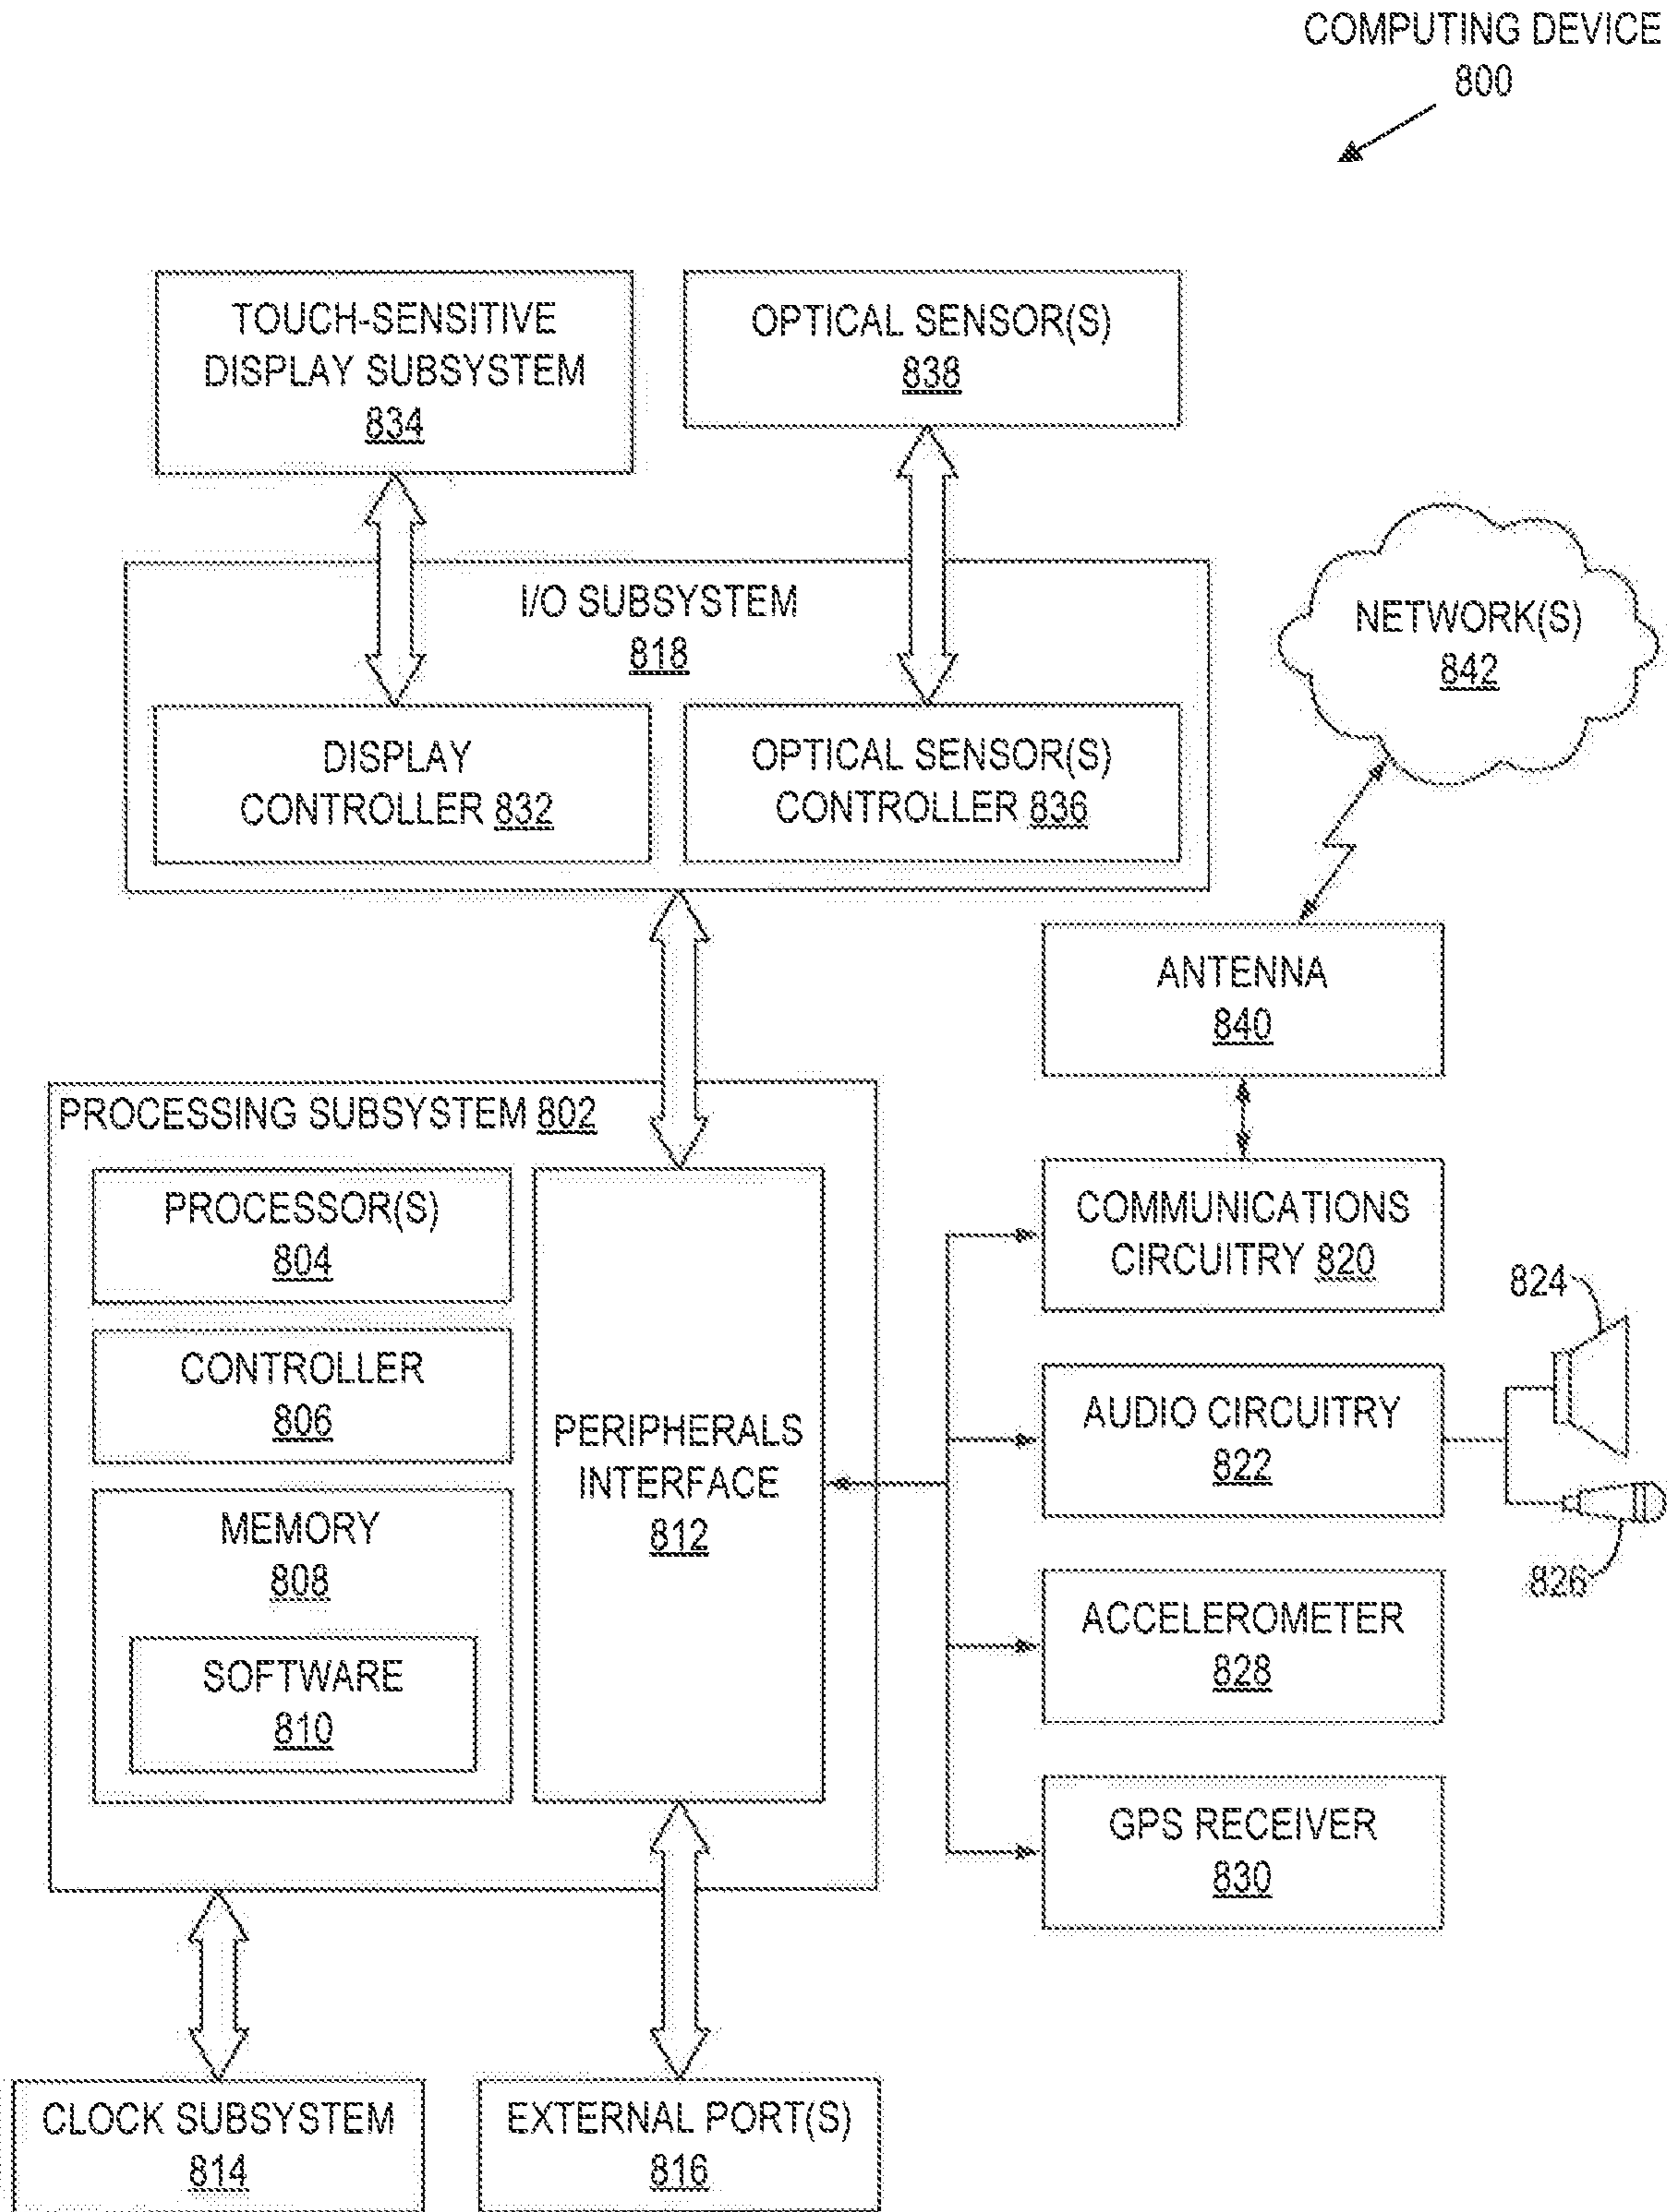 COMPUTING DEVICE
800
TOUCH-SENSITIVE
DISPLAY SUBSYSTEM
834
OPTICAL SENSOR(S)
838
I/O SUBSYSTEM
818
NETWORK(S)
842
DISPLAY
CONTROLLER 832
OPTICAL SENSOR(S)
CONTROLLER 836
ANTENNA
840
PROCESSING SUBSYSTEM 802
PROCESSOR(S)
804
CONTROLLER
806
MEMORY
808
SOFTWARE
810
PERIPHERALS
INTERFACE
812
COMMUNICATIONS
CIRCUITRY 820
824
AUDIO CIRCUITRY
822
826
ACCELEROMETER
828
GPS RECEIVER
830
CLOCK SUBSYSTEM
814
EXTERNAL PORT(S)
816